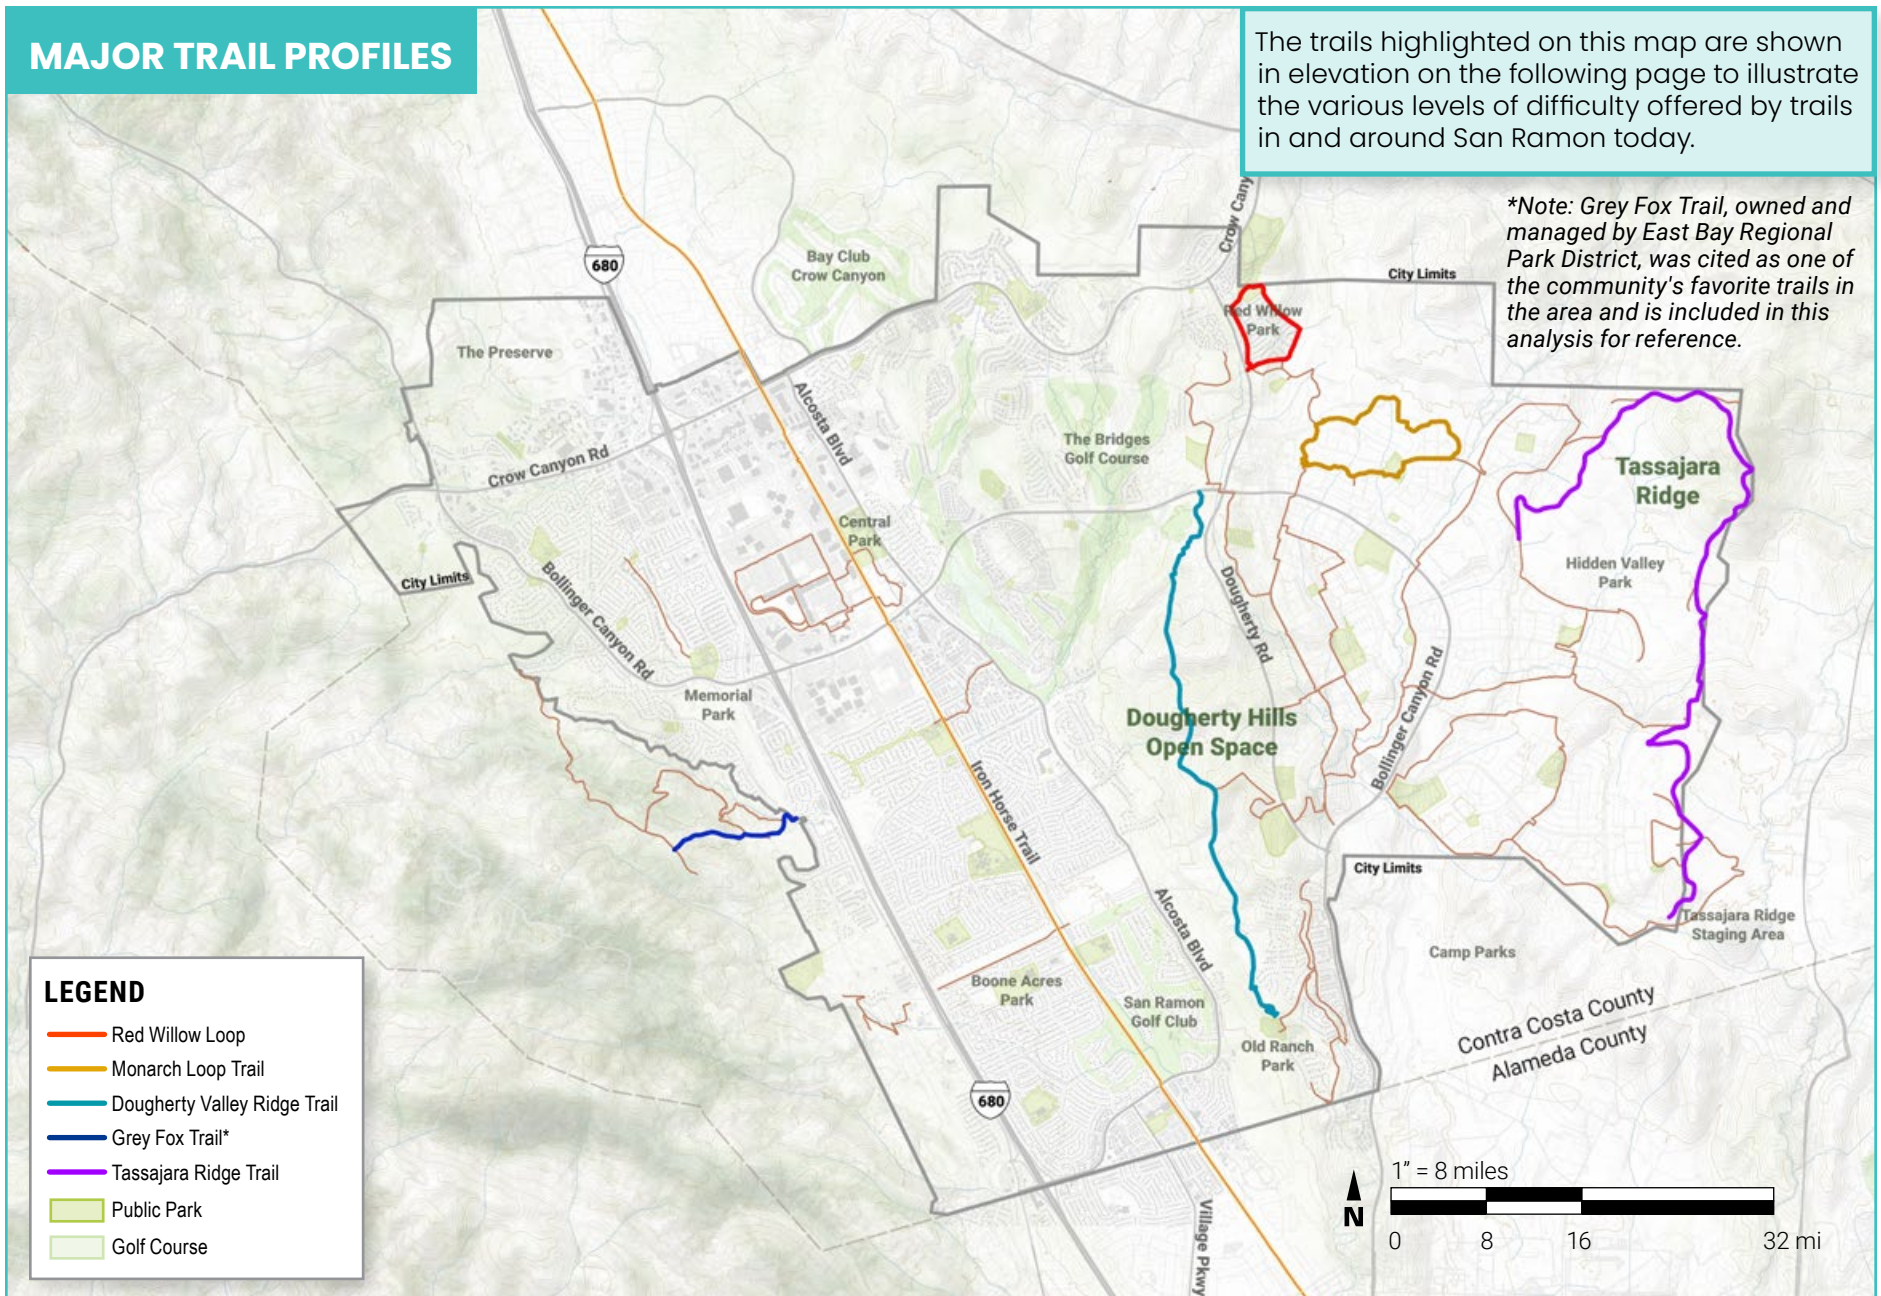 MAJOR TRAIL PROFILES
The trails highlighted on this map are shown
in elevation on the following page to illustrate
the various levels of difficulty offered by trails
in and around San Ramon today.
*Note: Grey Fox Trail, owned and
managed by East Bay Regional
Park District, was cited as one of
the community's favorite trails in
the area and is included in this
analysis for reference.
Crow Cany
680
Bay Club
Crow Canyon
City Limits
Red Willow
Park
The Preserve
Alcosta Blvd
The Bridges
Golf Course
Crow Canyon Rd
Tassajara
Ridge
Central
Park
City Limits
Bollinger Canyon Rd
Hidden Valley
Park
Dougherty Rd
Memorial
Park
Dougherty Hills
Open Space
Bollinger Canyon Rd
Iron Horse Trail
City Limits
Alcosta Blvd
Tassajara Ridge
Staging Area
Camp Parks
Boone Acres
Park
San Ramon
Golf Club
Old Ranch
Park
Contra Costa County
Alameda County
680
Village Pkwy
LEGEND
Red Willow Loop
Monarch Loop Trail
Dougherty Valley Ridge Trail
Grey Fox Trail*
Tassajara Ridge Trail
Public Park
Golf Course
N
1” = 8 miles
0 8 16 32 mi